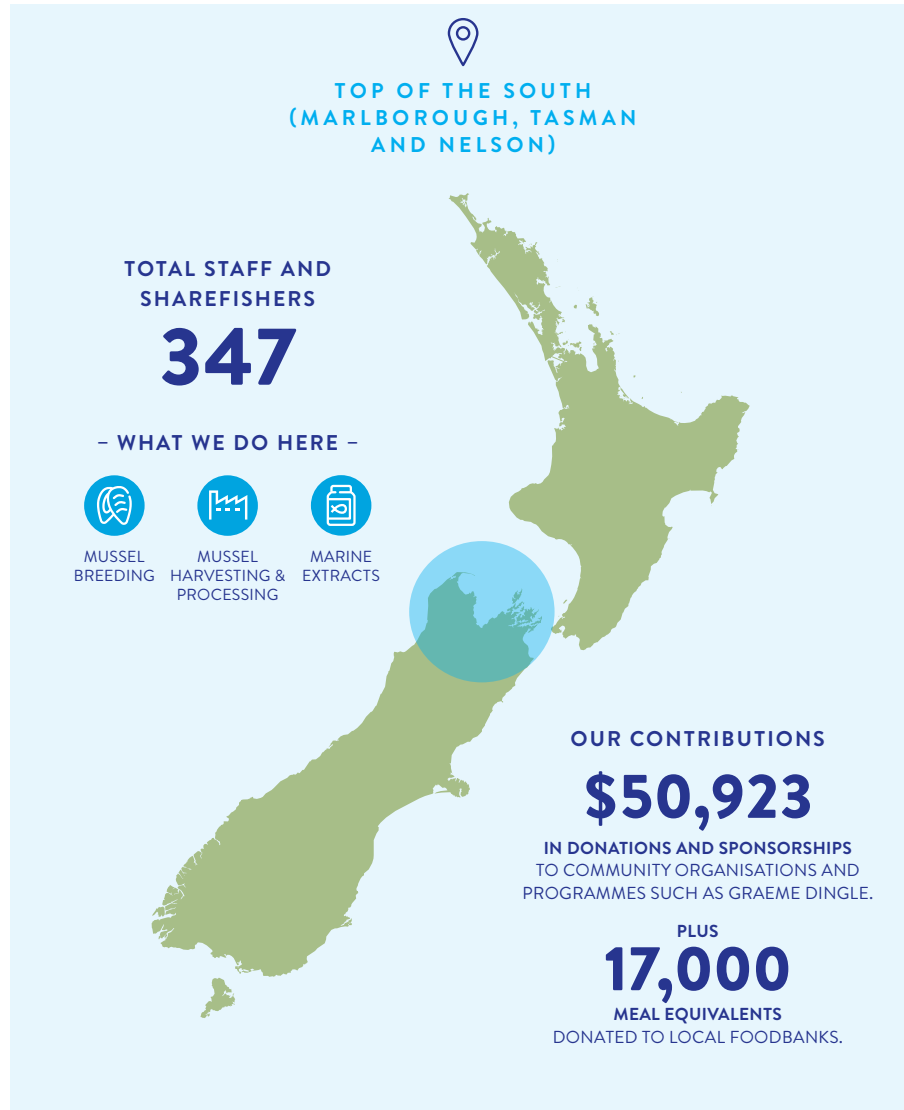 TOP OF THE SOUTH
(MARLBOROUGH, TASMAN
AND NELSON)
TOTAL STAFF AND
SHAREFISHERS
347
– WHAT WE DO HERE –
MUSSEL
BREEDING
MUSSEL
HARVESTING &
PROCESSING
MARINE
EXTRACTS
OUR CONTRIBUTIONS
$50,923
IN DONATIONS AND SPONSORSHIPS
TO COMMUNITY ORGANISATIONS AND
PROGRAMMES SUCH AS GRAEME DINGLE.
PLUS
17,000
MEAL EQUIVALENTS
DONATED TO LOCAL FOODBANKS.